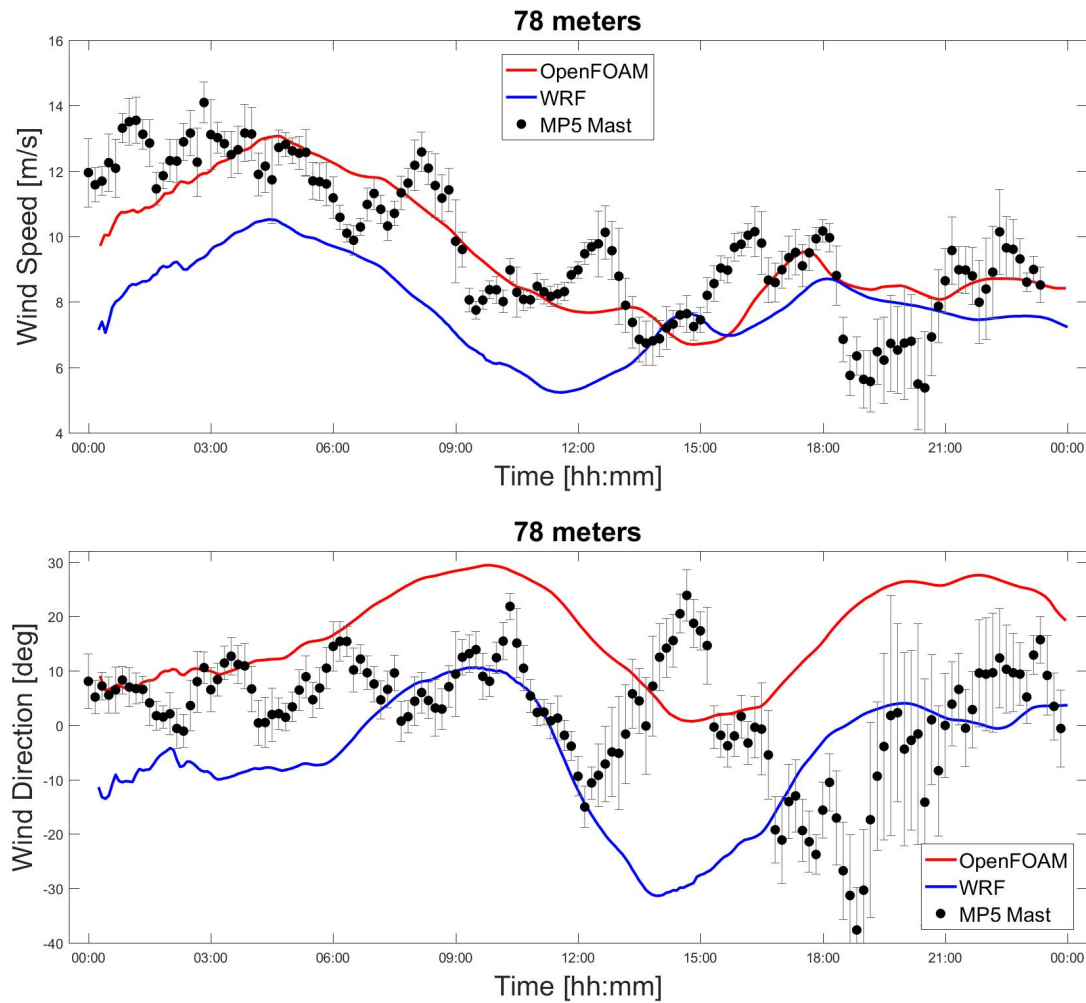 78 meters
16
14
12
10
8
6
4
Wind Speed [m/s]
OpenFOAM
WRF
MP5 Mast
00:00 03:00 06:00 09:00 12:00 15:00 18:00 21:00 00:00
Time [hh:mm]
78 meters
30
20
10
0
-10
-20
-30
-40
Wind Direction [deg]
OpenFOAM
WRF
MP5 Mast
00:00 03:00 06:00 09:00 12:00 15:00 18:00 21:00 00:00
Time [hh:mm]